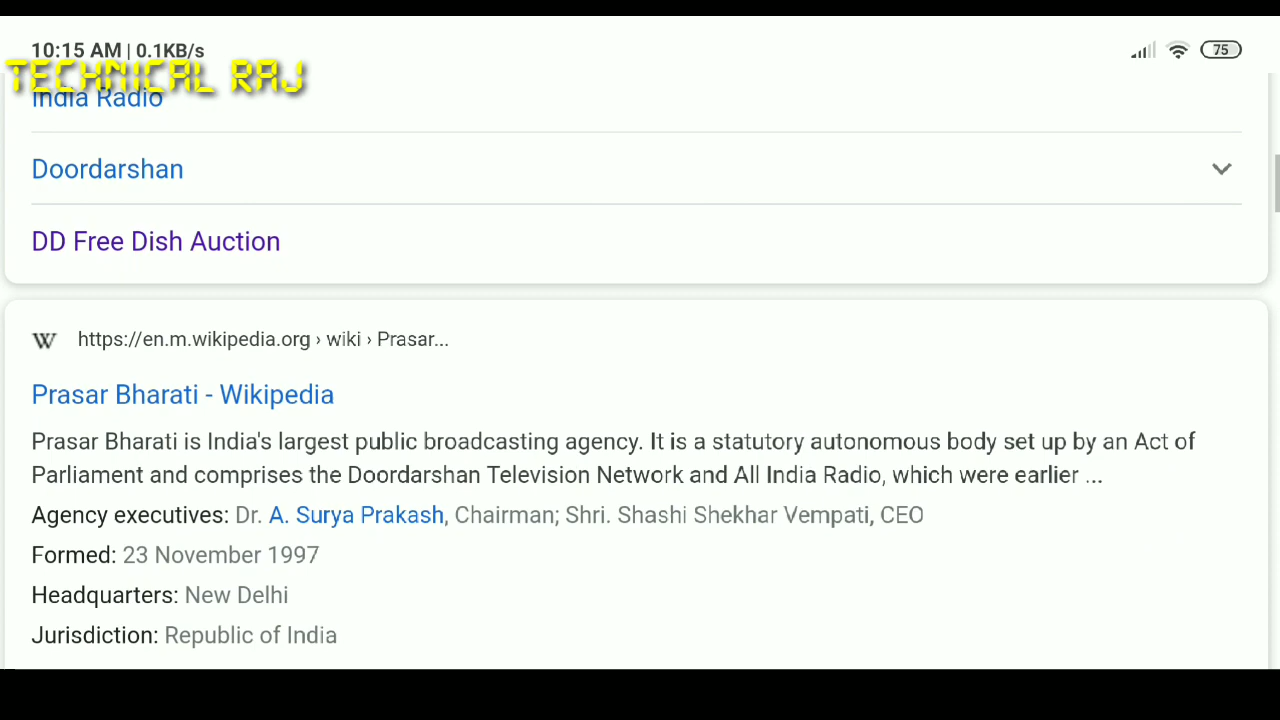 10:15 AM | 0.1KB/s
75
TECHNICAL RAJ
India Radio
Doordarshan
DD Free Dish Auction
W https://en.m.wikipedia.org › wiki › Prasar...
Prasar Bharati - Wikipedia
Prasar Bharati is India's largest public broadcasting agency. It is a statutory autonomous body set up by an Act of
Parliament and comprises the Doordarshan Television Network and All India Radio, which were earlier ...
Agency executives: Dr. A. Surya Prakash, Chairman; Shri. Shashi Shekhar Vempati, CEO
Formed: 23 November 1997
Headquarters: New Delhi
Jurisdiction: Republic of India